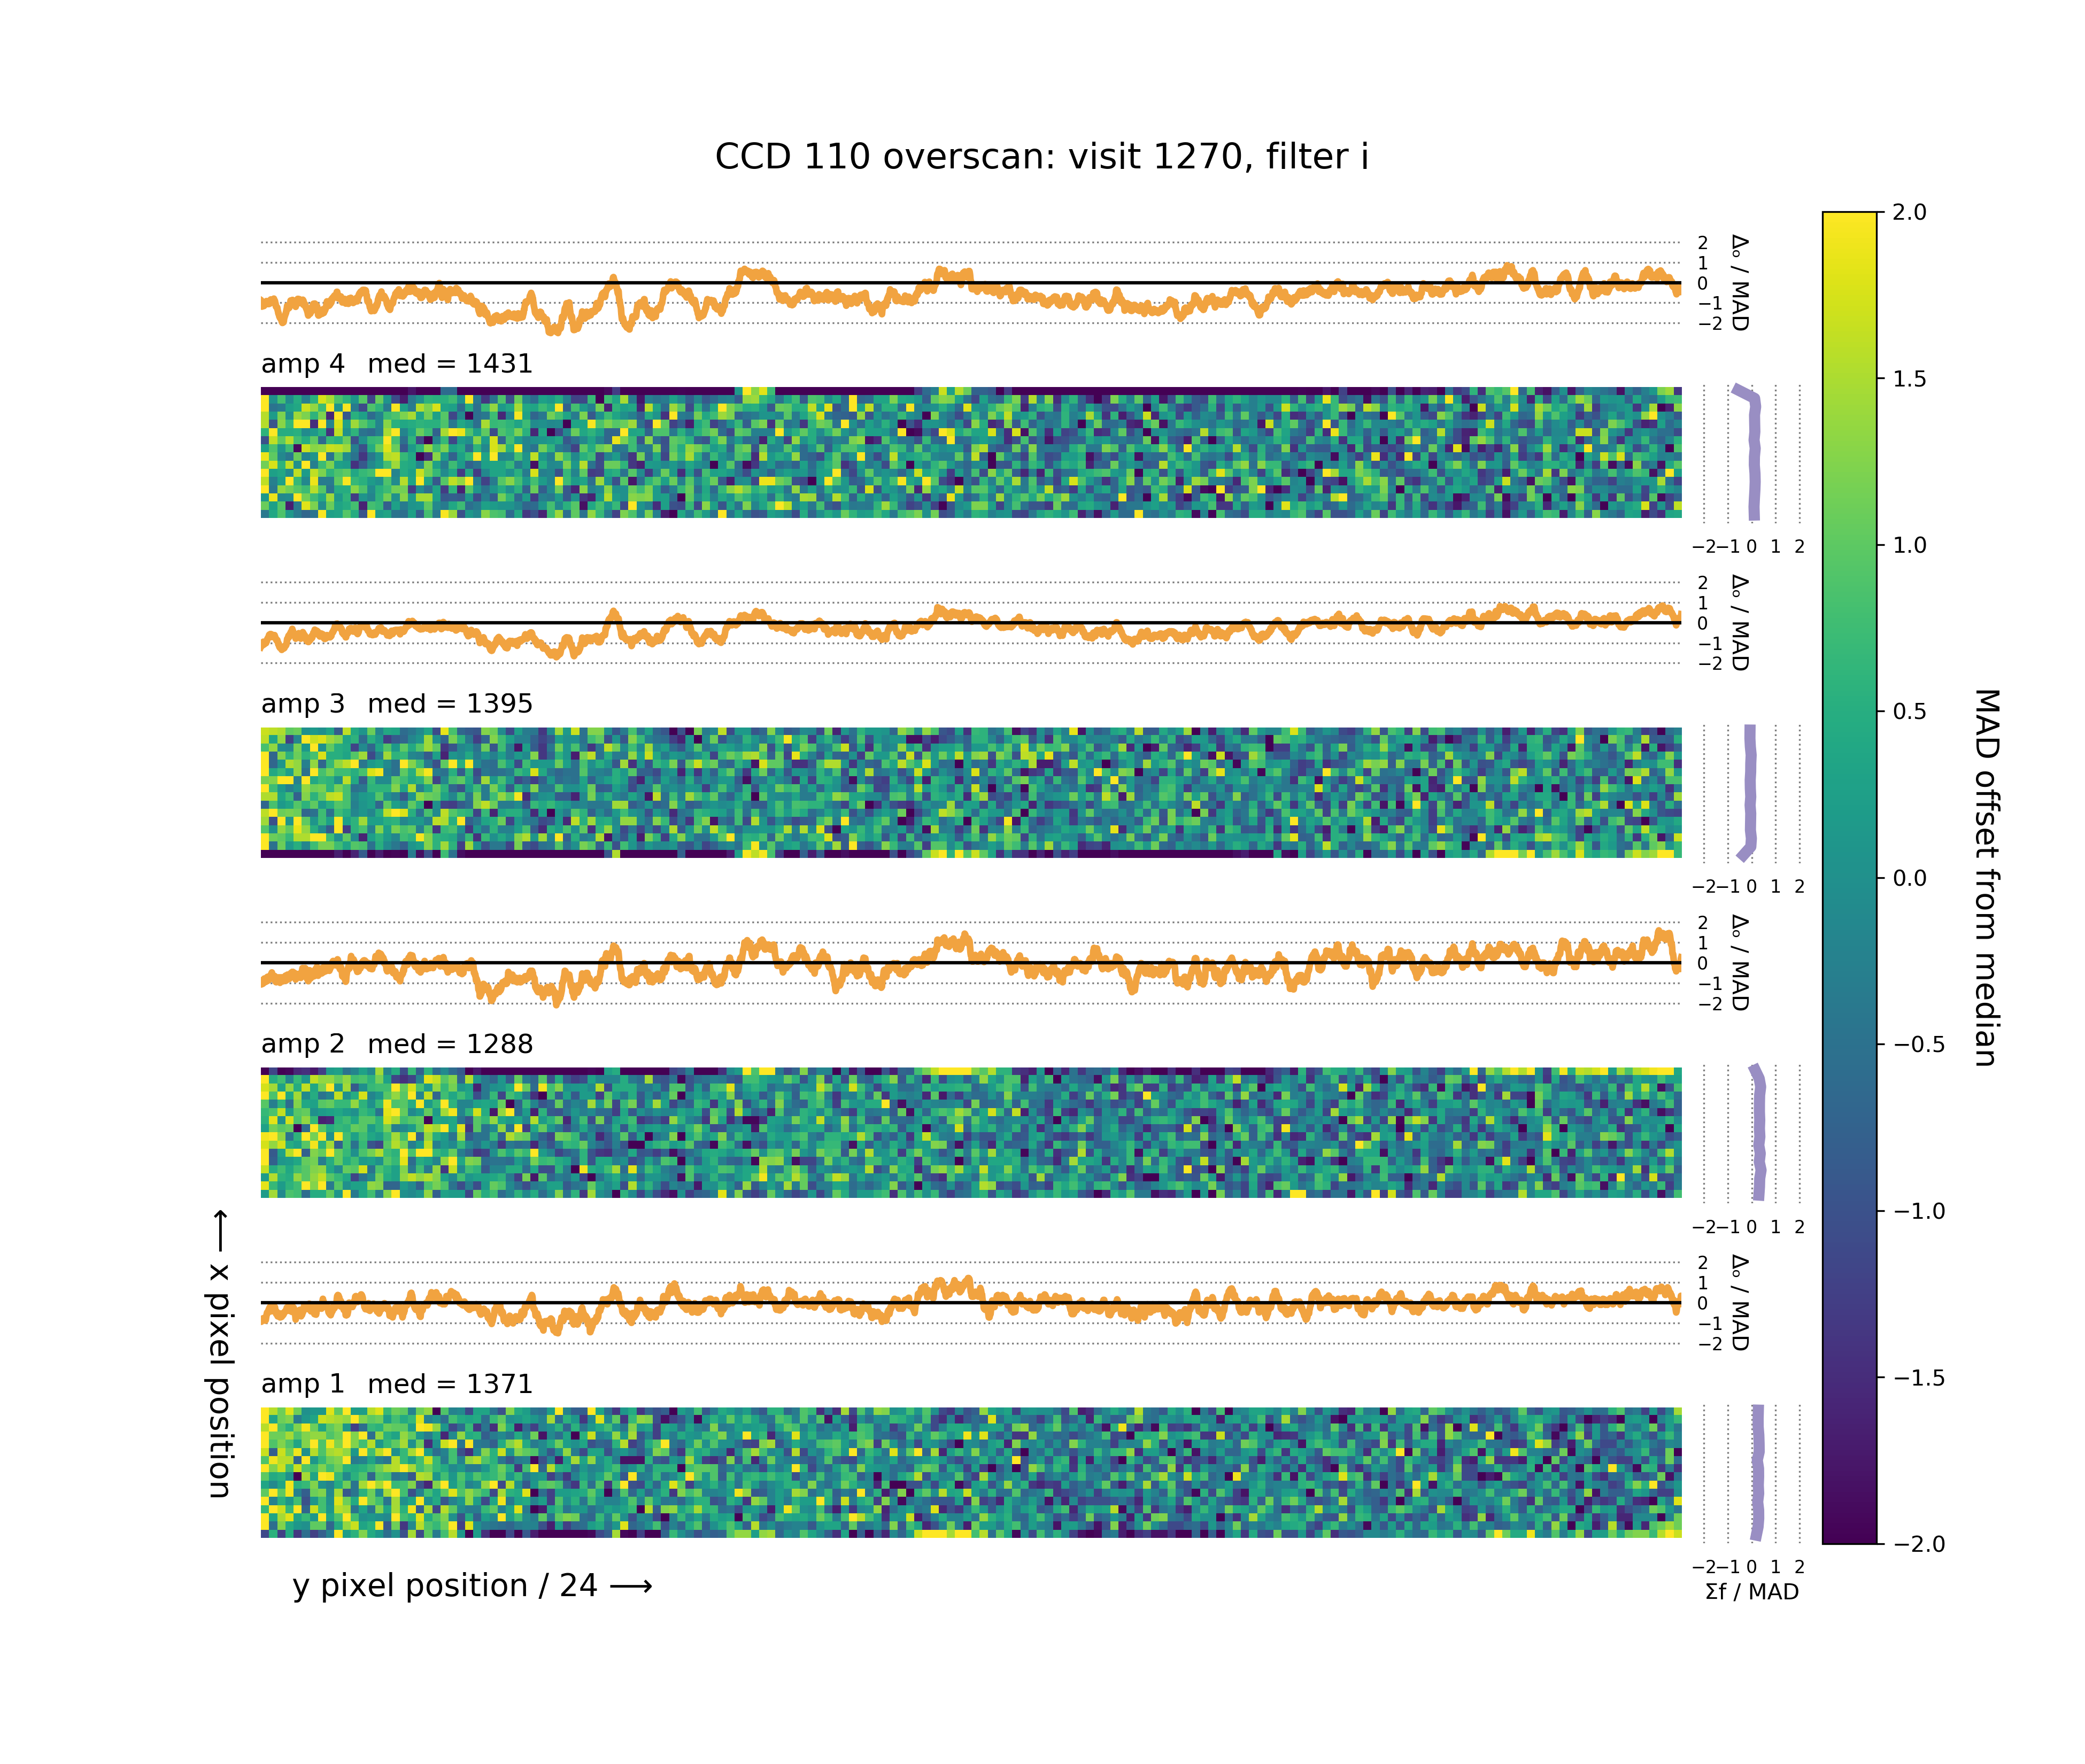 CCD 110 overscan: visit 1270, filter i
2
1
0
−1
−2
Δₒ / MAD
amp 4 med = 1431
−2 −1 0 1 2
2
1
0
−1
−2
Δₒ / MAD
amp 3 med = 1395
−2 −1 0 1 2
2
1
0
−1
−2
Δₒ / MAD
amp 2 med = 1288
−2 −1 0 1 2
2
1
0
−1
−2
Δₒ / MAD
amp 1 med = 1371
−2 −1 0 1 2
Σf / MAD
⟵ x pixel position
y pixel position / 24 ⟶
2.0
1.5
1.0
0.5
0.0
−0.5
−1.0
−1.5
−2.0
MAD offset from median